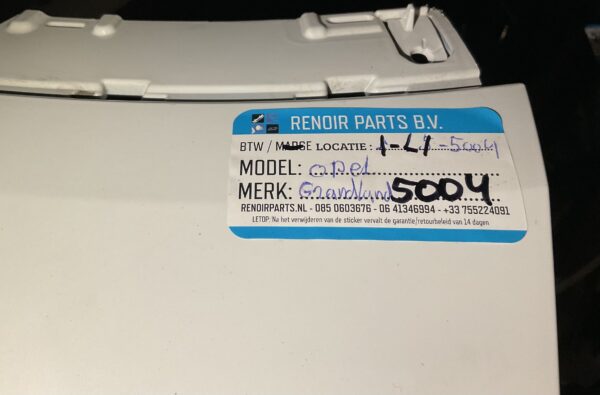 RENOIR PARTS B.V.
BTW / MARGE LOCATIE : 1-L1 -5004
MODEL: opel
MERK: Grandland 5004
RENOIRPARTS.NL - 085 0603676 - 06 41346994 - +33 755224091
LETOP: Na het verwijderen van de sticker vervalt de garantie/retourbeleid van 14 dagen